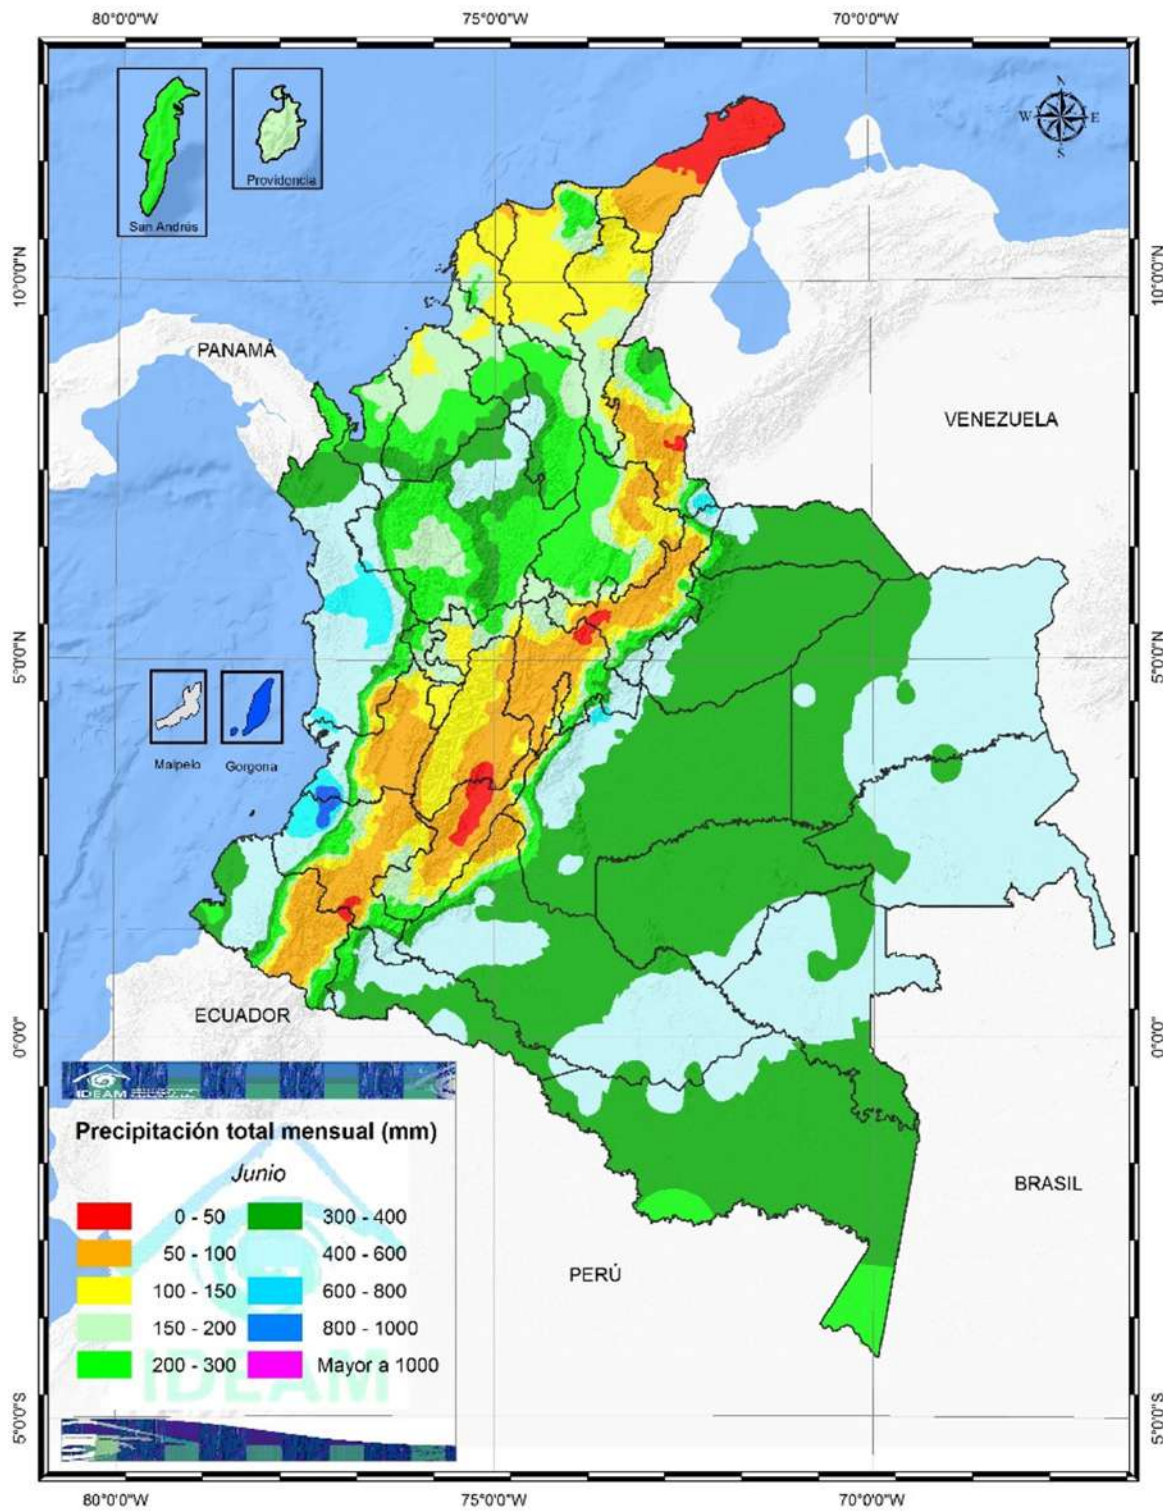 80°0'0"W 75°0'0"W 70°0'0"W
N
W E
S
San Andrés
Providencia
10°0'0"N 10°0'0"N
PANAMÁ
VENEZUELA
5°0'0"N 5°0'0"N
Malpelo Gorgona
ECUADOR
0°0'0" 0°0'0"
IDEAM
Precipitación total mensual (mm)
Junio
0 - 50 300 - 400
50 - 100 400 - 600
100 - 150 600 - 800
150 - 200 800 - 1000
200 - 300 Mayor a 1000
IDEAM
BRASIL
PERÚ
5°0'0"S 5°0'0"S
80°0'0"W 75°0'0"W 70°0'0"W